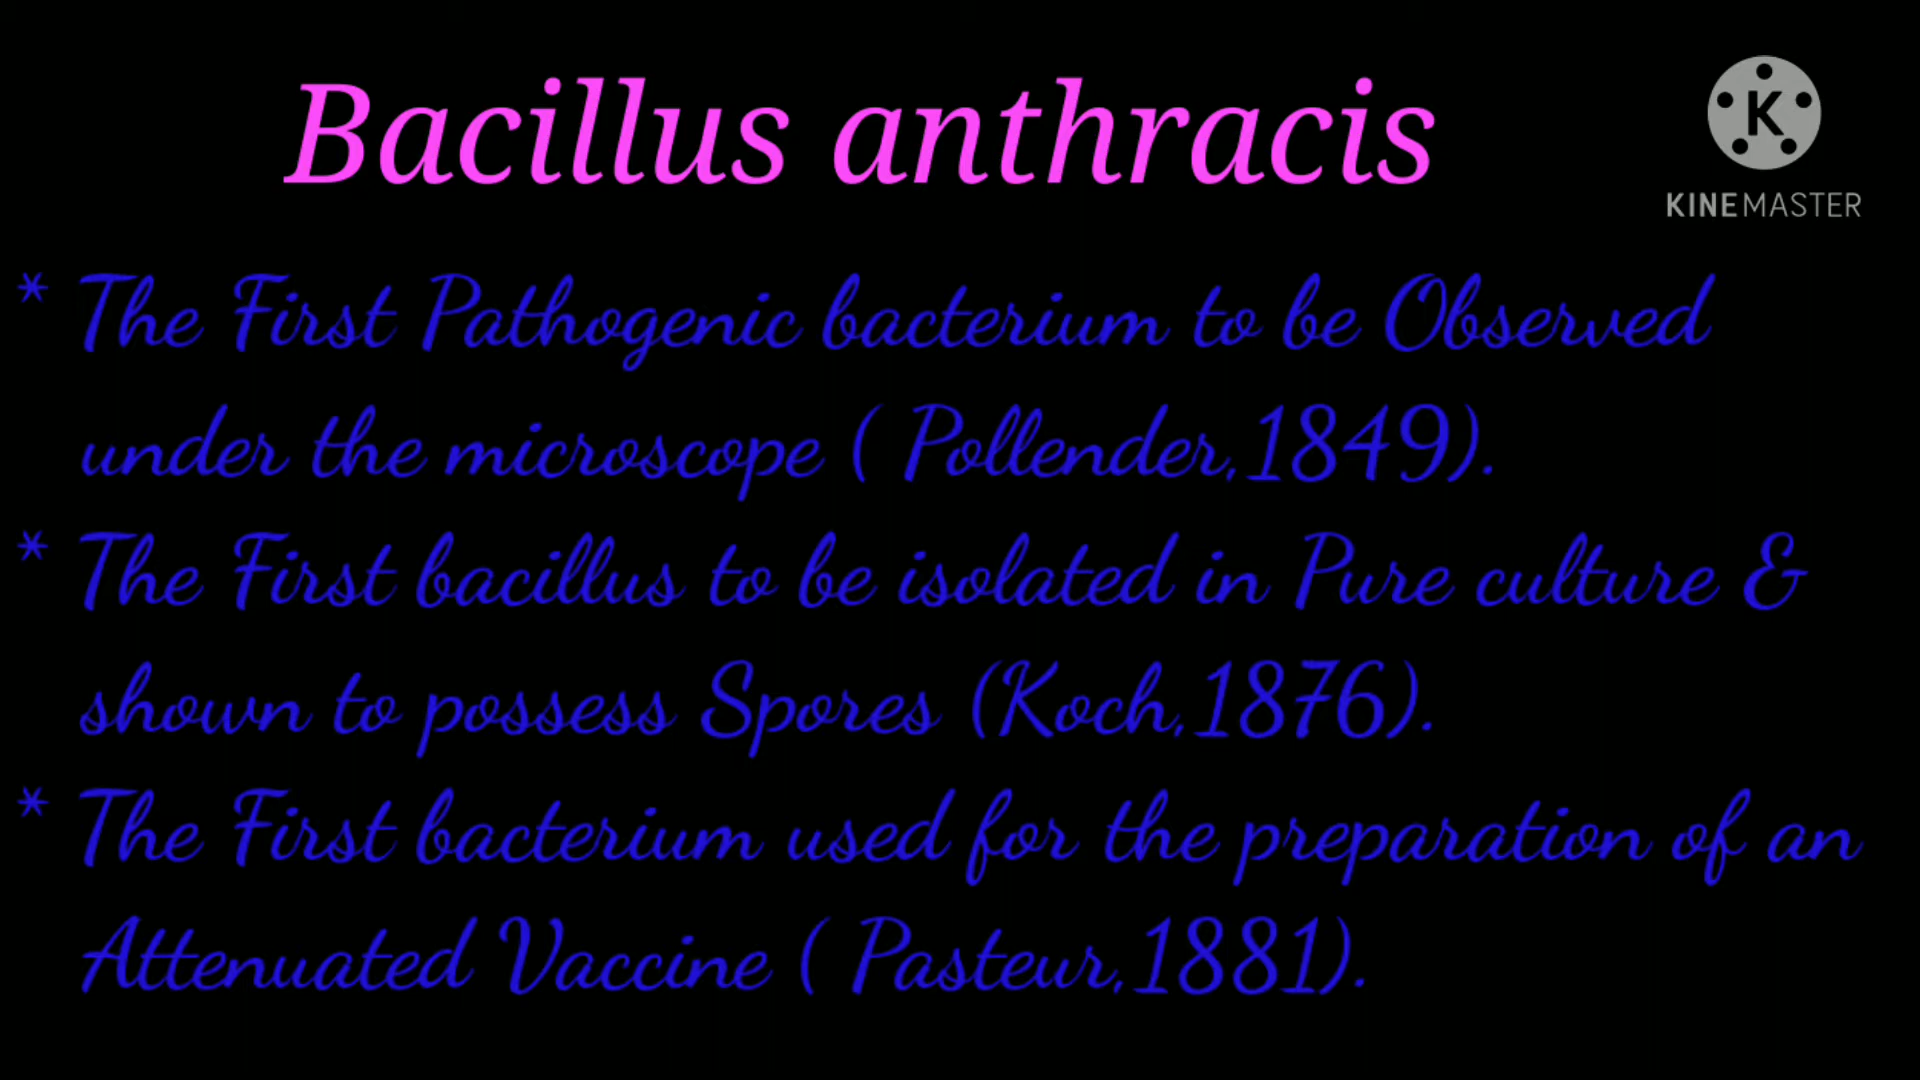 Bacillus anthracis
K
KINEMASTER
* The First Pathogenic bacterium to be Observed
under the microscope ( Pollender,1849).
* The First bacillus to be isolated in Pure culture &
shown to possess Spores (Koch,1876).
* The First bacterium used for the preparation of an
Attenuated Vaccine ( Pasteur,1881).